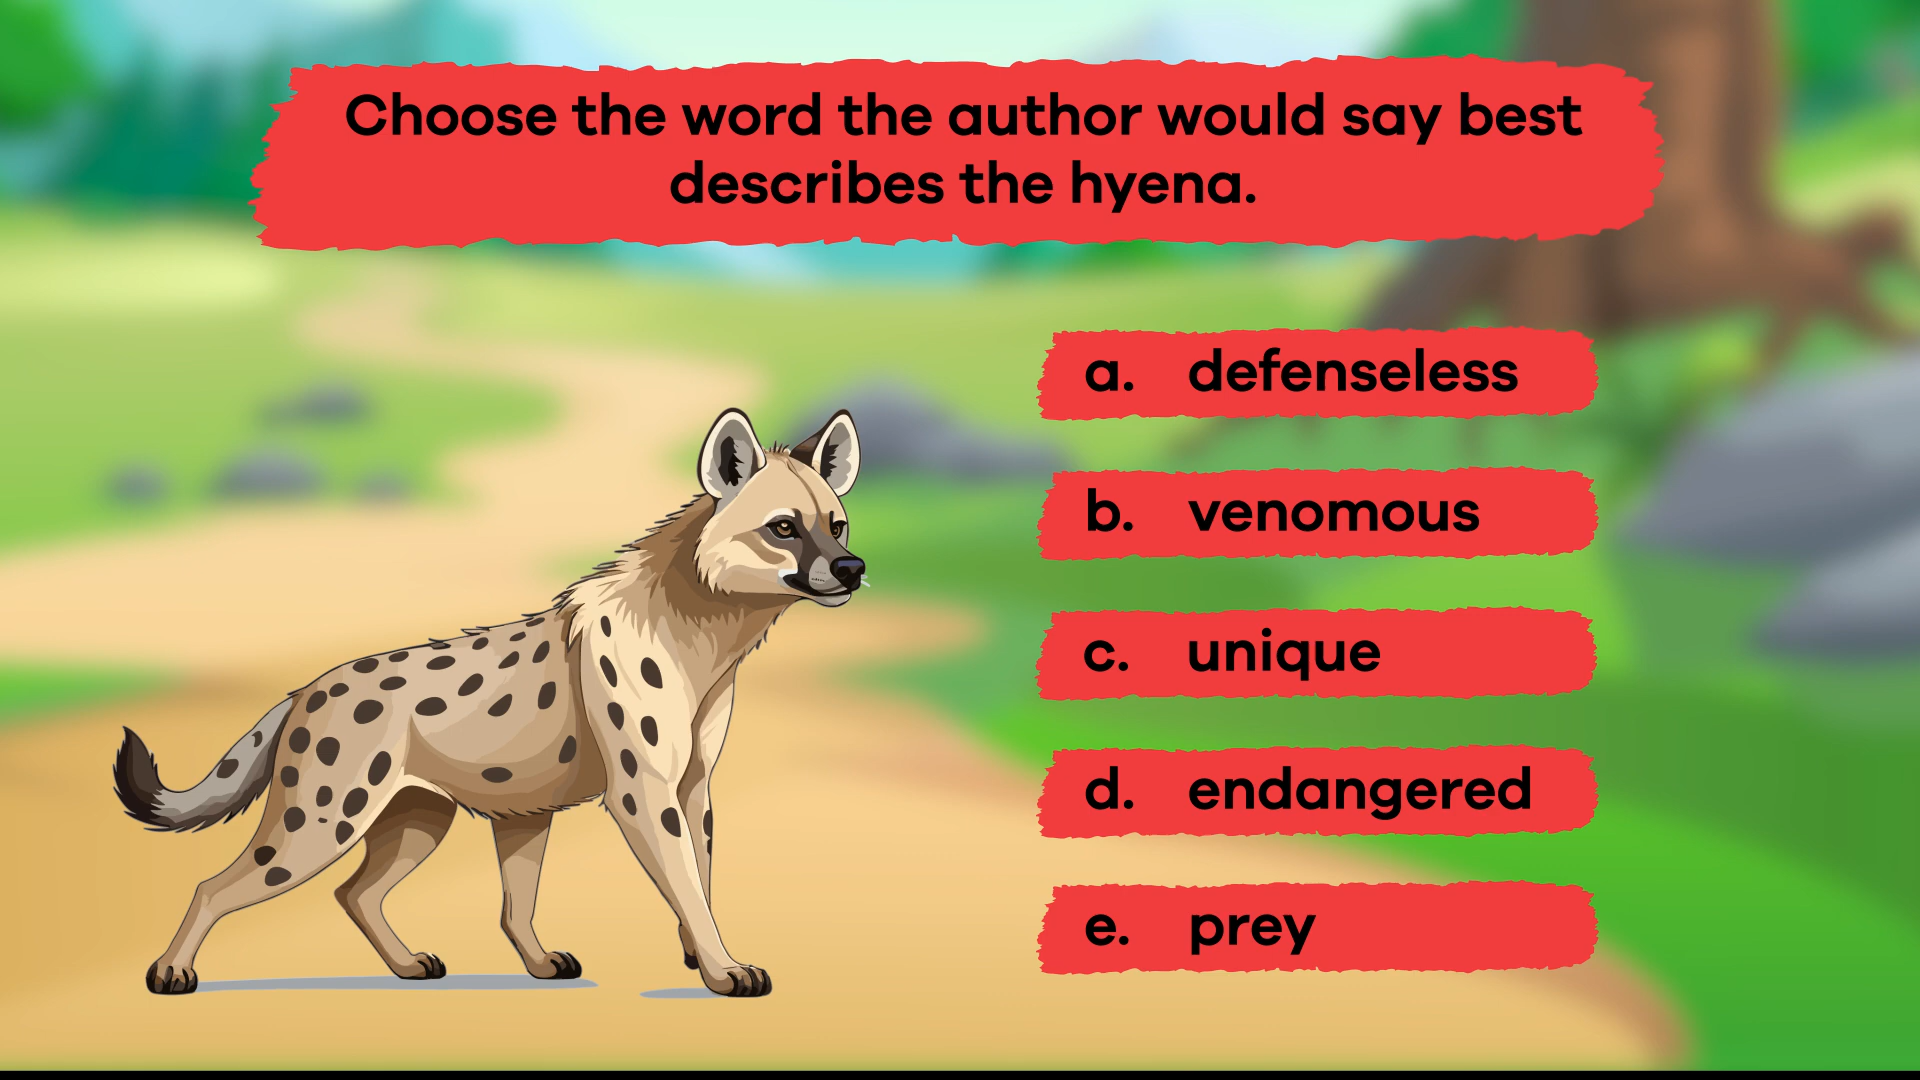 Choose the word the author would say best
describes the hyena.
a. defenseless
b. venomous
c. unique
d. endangered
e. prey